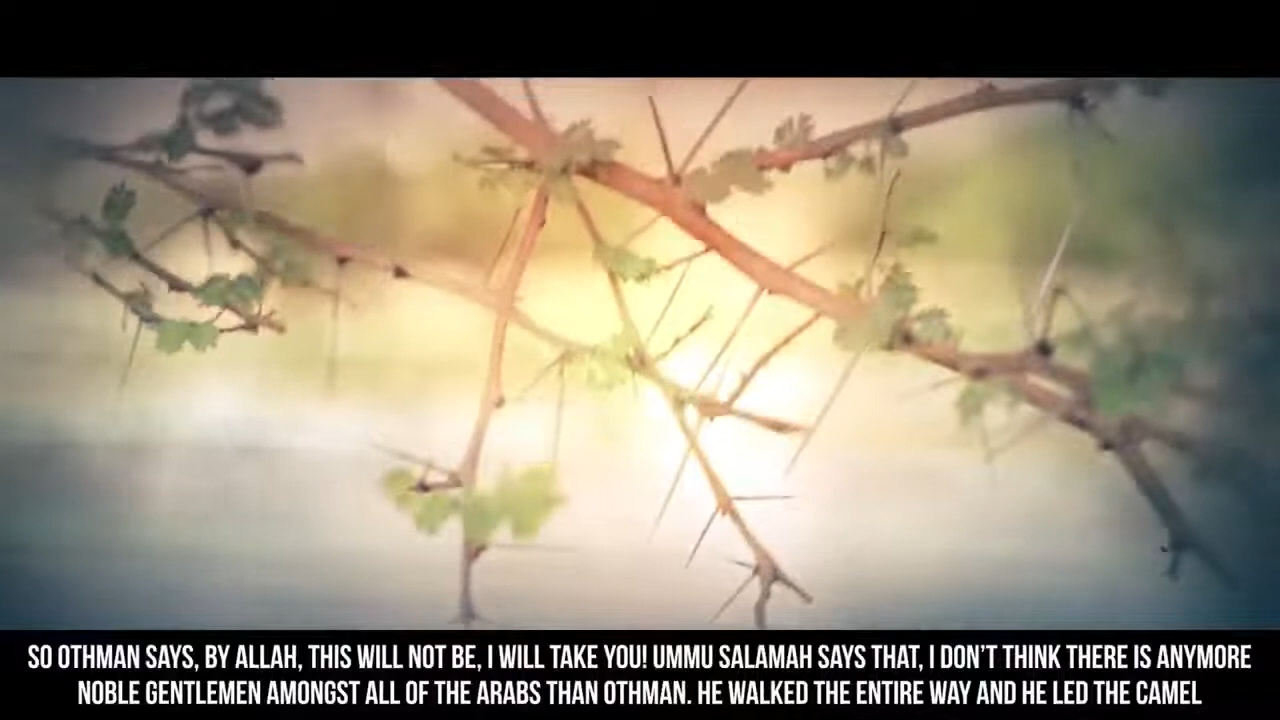 SO OTHMAN SAYS, BY ALLAH, THIS WILL NOT BE, I WILL TAKE YOU! UMMU SALAMAH SAYS THAT, I DON'T THINK THERE IS ANYMORE
NOBLE GENTLEMEN AMONGST ALL OF THE ARABS THAN OTHMAN. HE WALKED THE ENTIRE WAY AND HE LED THE CAMEL